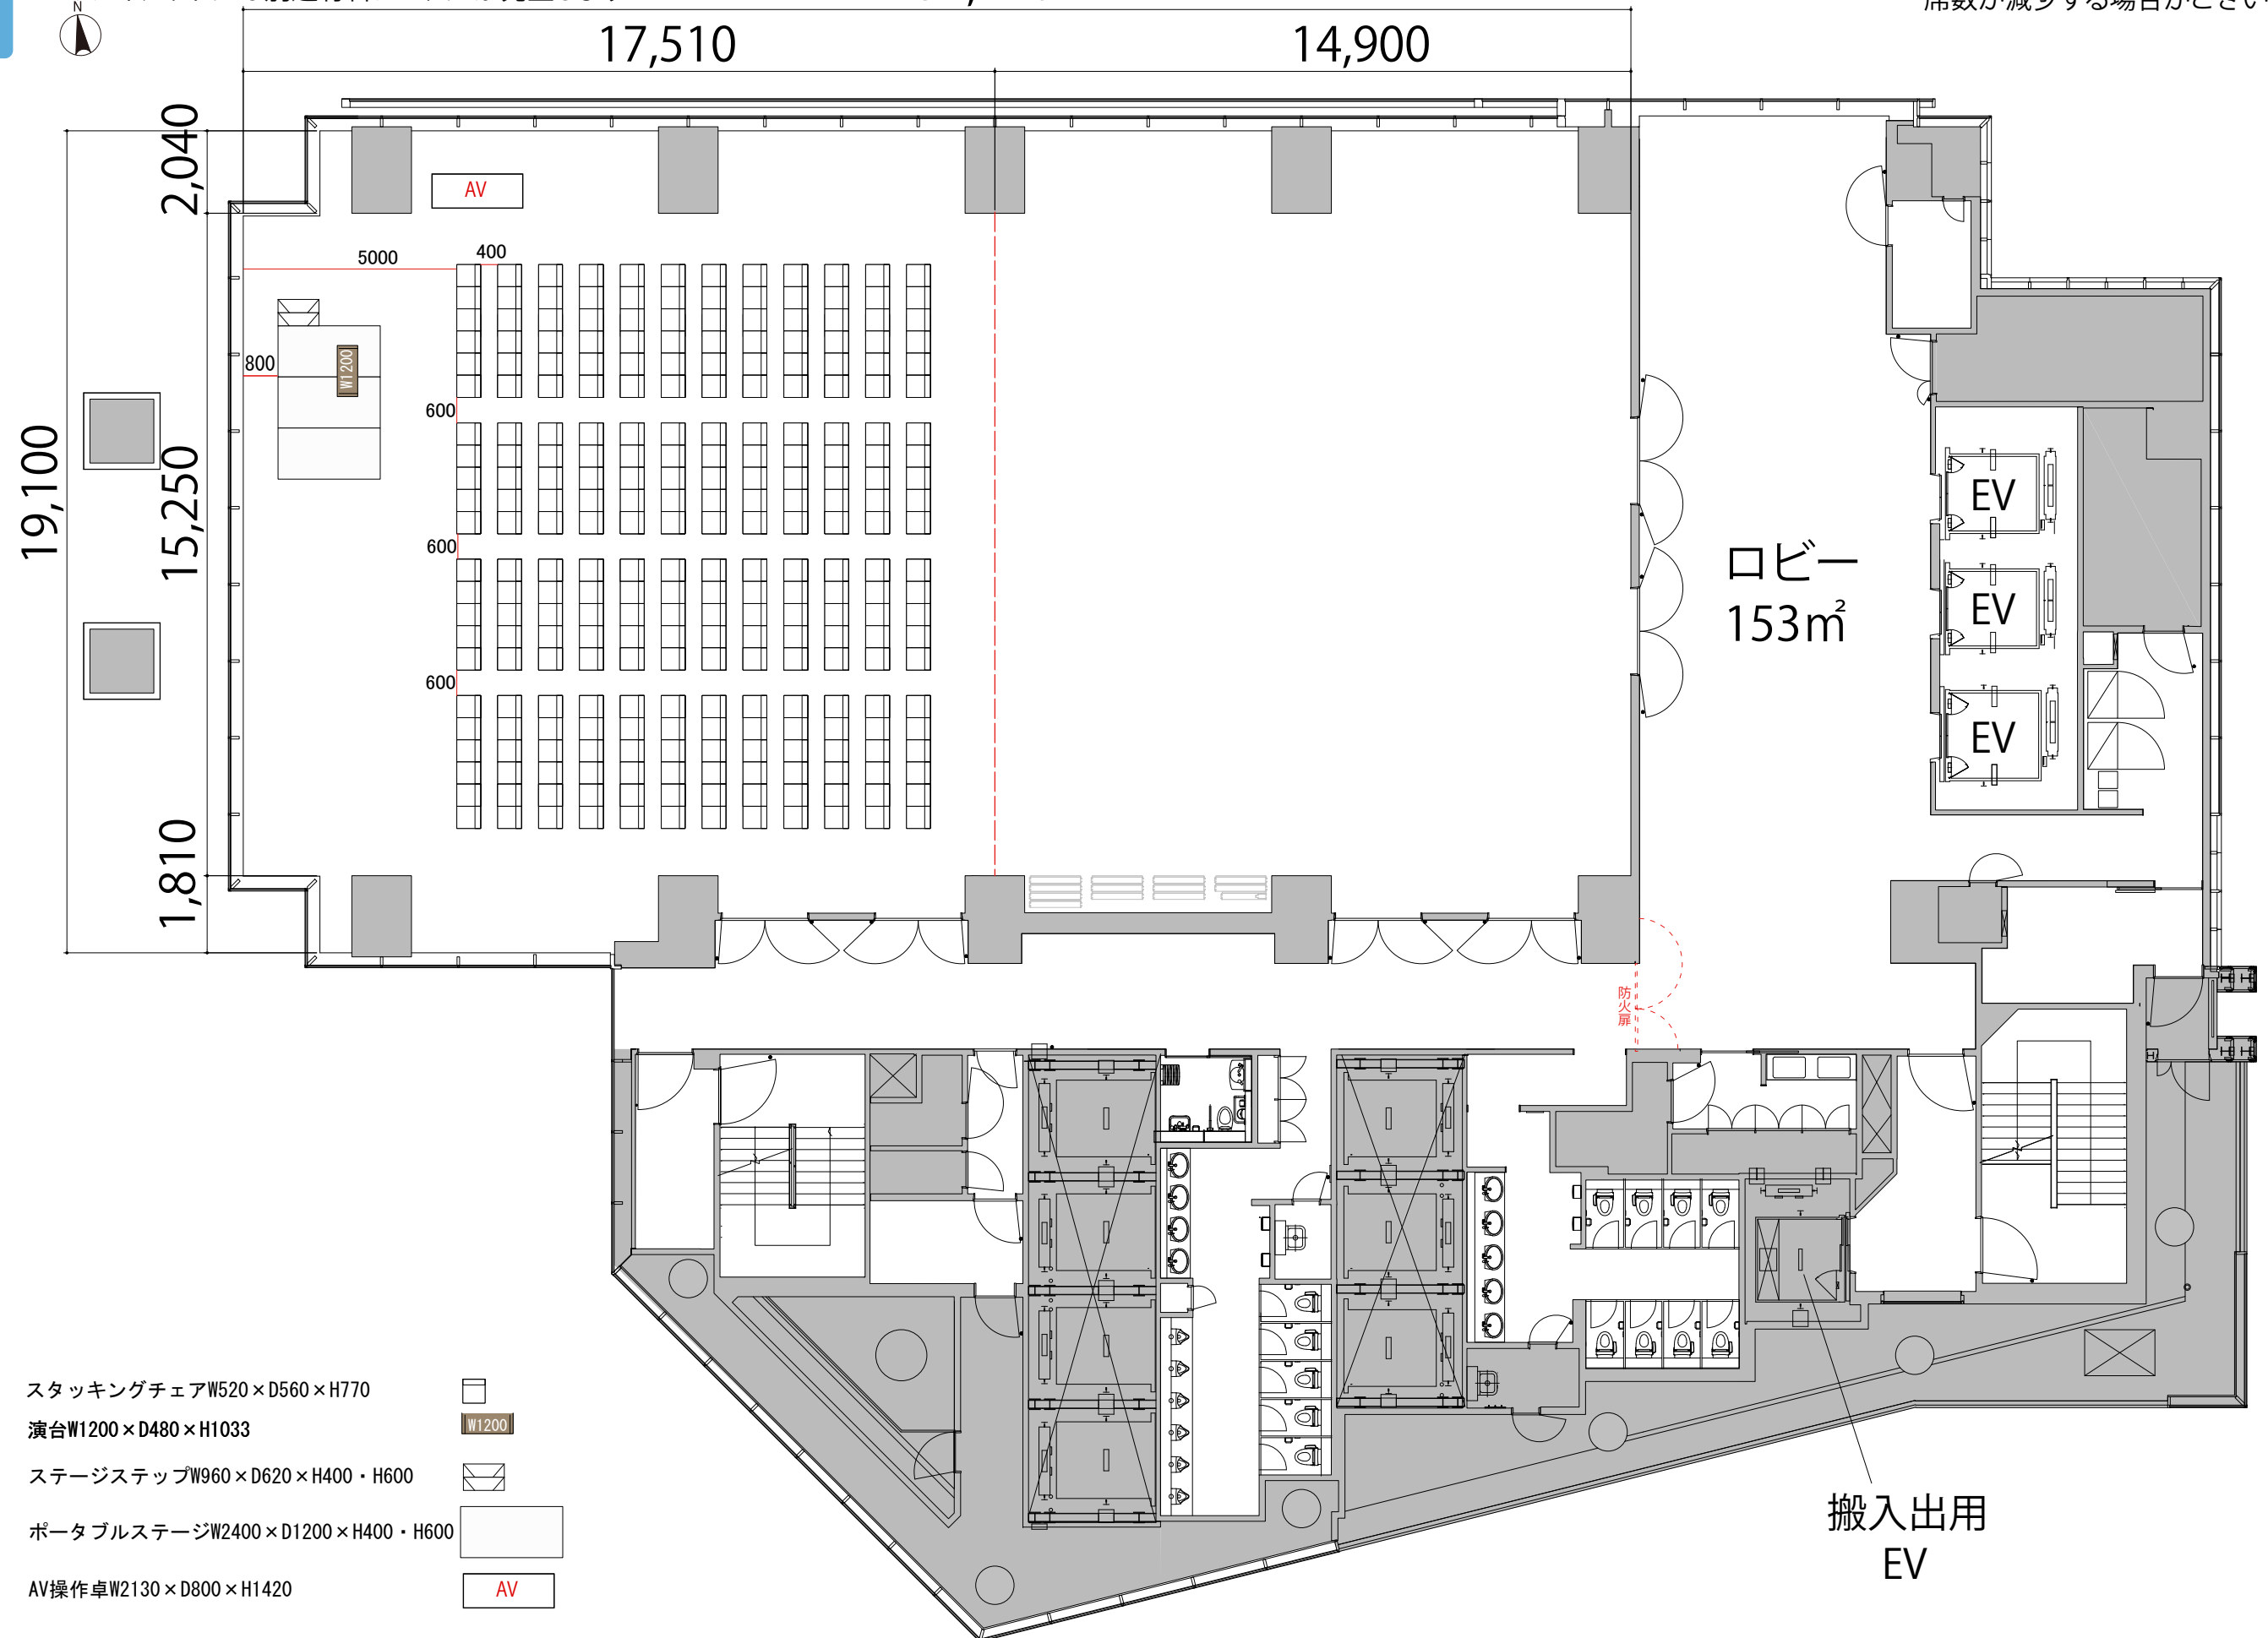 N
17,510
14,900
2,040
19,100
15,250
1,810
AV
5000
400
800
W1200
600
600
600
ロビー
153㎡
EV
EV
EV
防火扉
搬入出用
EV
スタッキングチェアW520×D560×H770
演台W1200×D480×H1033
W1200
ステージステップW960×D620×H400・H600
ポータブルステージW2400×D1200×H400・H600
AV操作卓W2130×D800×H1420
AV